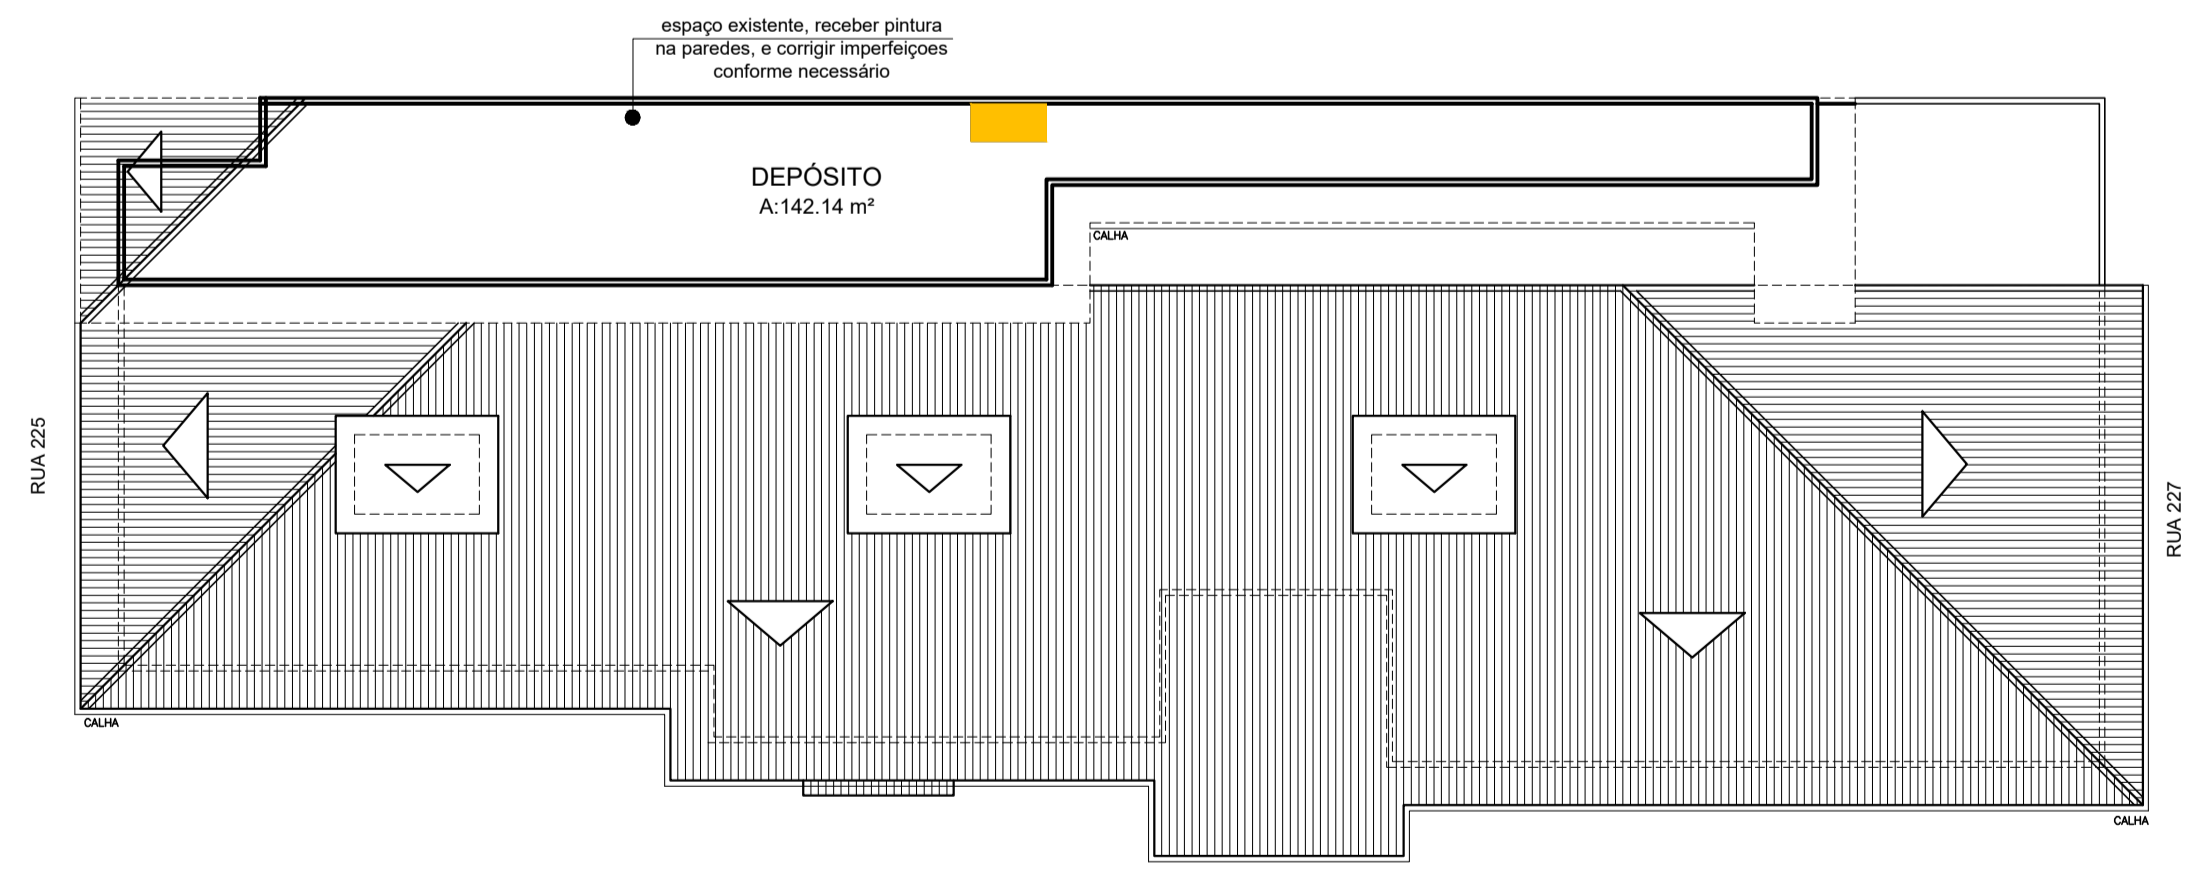 espaço existente, receber pintura
na paredes, e corrigir imperfeiçoes
conforme necessário
DEPÓSITO
A:142.14 m²
CALHA
RUA 225
RUA 227
CALHA
CALHA